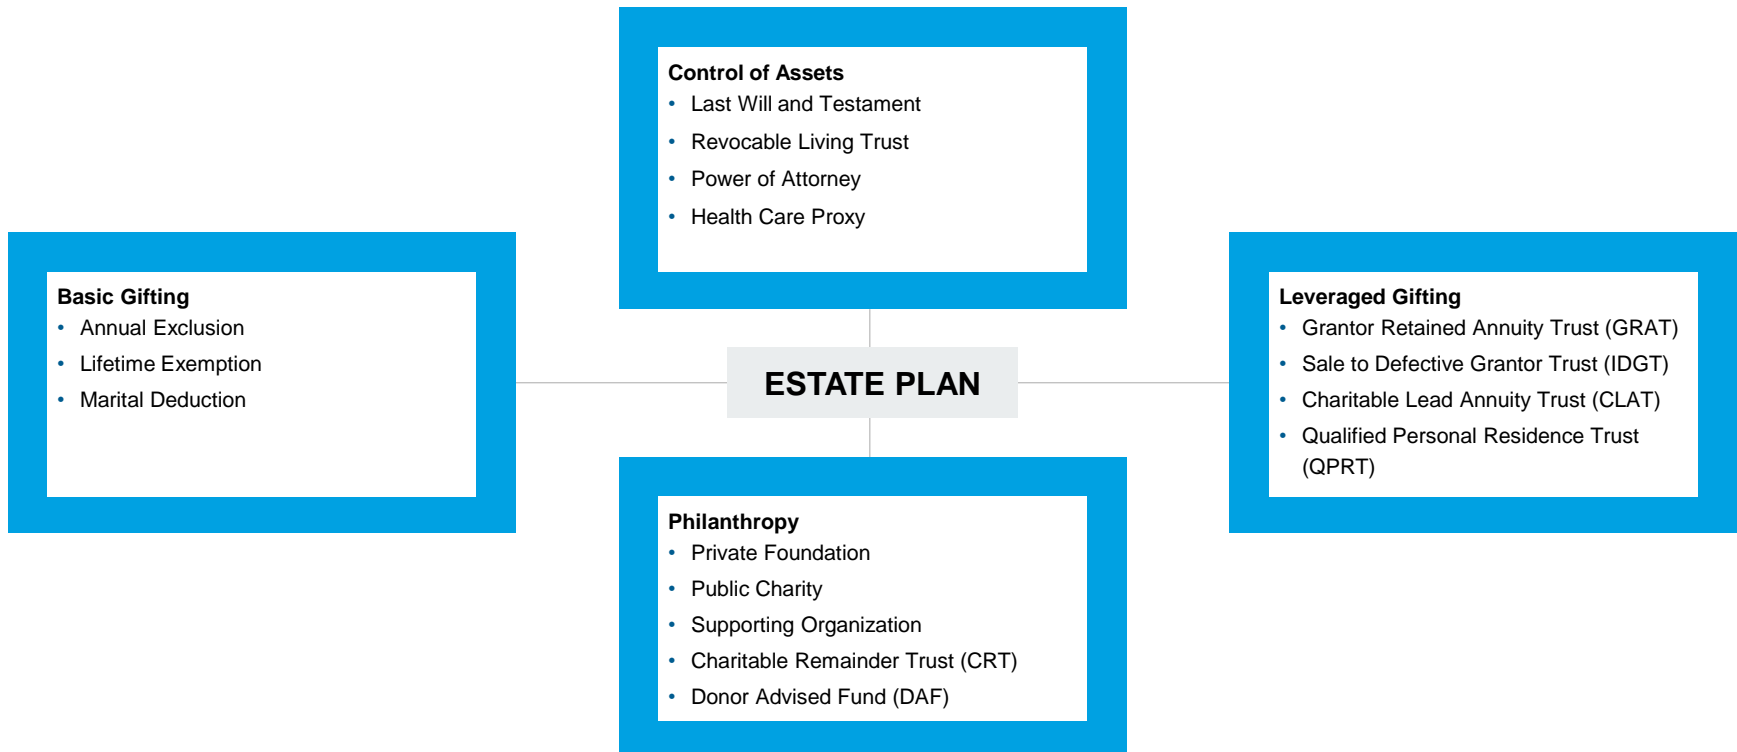 Control of Assets
• Last Will and Testament
• Revocable Living Trust
• Power of Attorney
• Health Care Proxy
Basic Gifting
• Annual Exclusion
• Lifetime Exemption
• Marital Deduction
ESTATE PLAN
Leveraged Gifting
• Grantor Retained Annuity Trust (GRAT)
• Sale to Defective Grantor Trust (IDGT)
• Charitable Lead Annuity Trust (CLAT)
• Qualified Personal Residence Trust
(QPRT)
Philanthropy
• Private Foundation
• Public Charity
• Supporting Organization
• Charitable Remainder Trust (CRT)
• Donor Advised Fund (DAF)